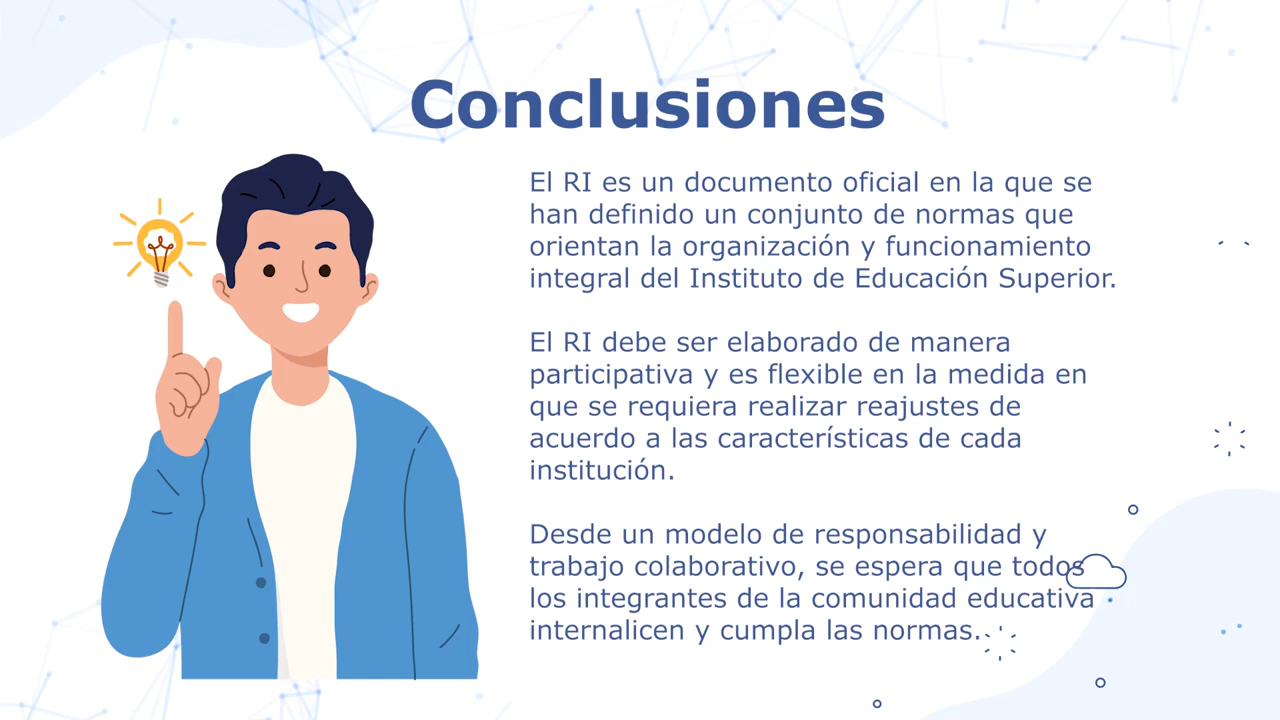 Conclusiones
El RI es un documento oficial en la que se
han definido un conjunto de normas que
orientan la organización y funcionamiento
integral del Instituto de Educación Superior.
El RI debe ser elaborado de manera
participativa y es flexible en la medida en
que se requiera realizar reajustes de
acuerdo a las características de cada
institución.
Desde un modelo de responsabilidad y
trabajo colaborativo, se espera que todos
los integrantes de la comunidad educativa
internalicen y cumpla las normas.